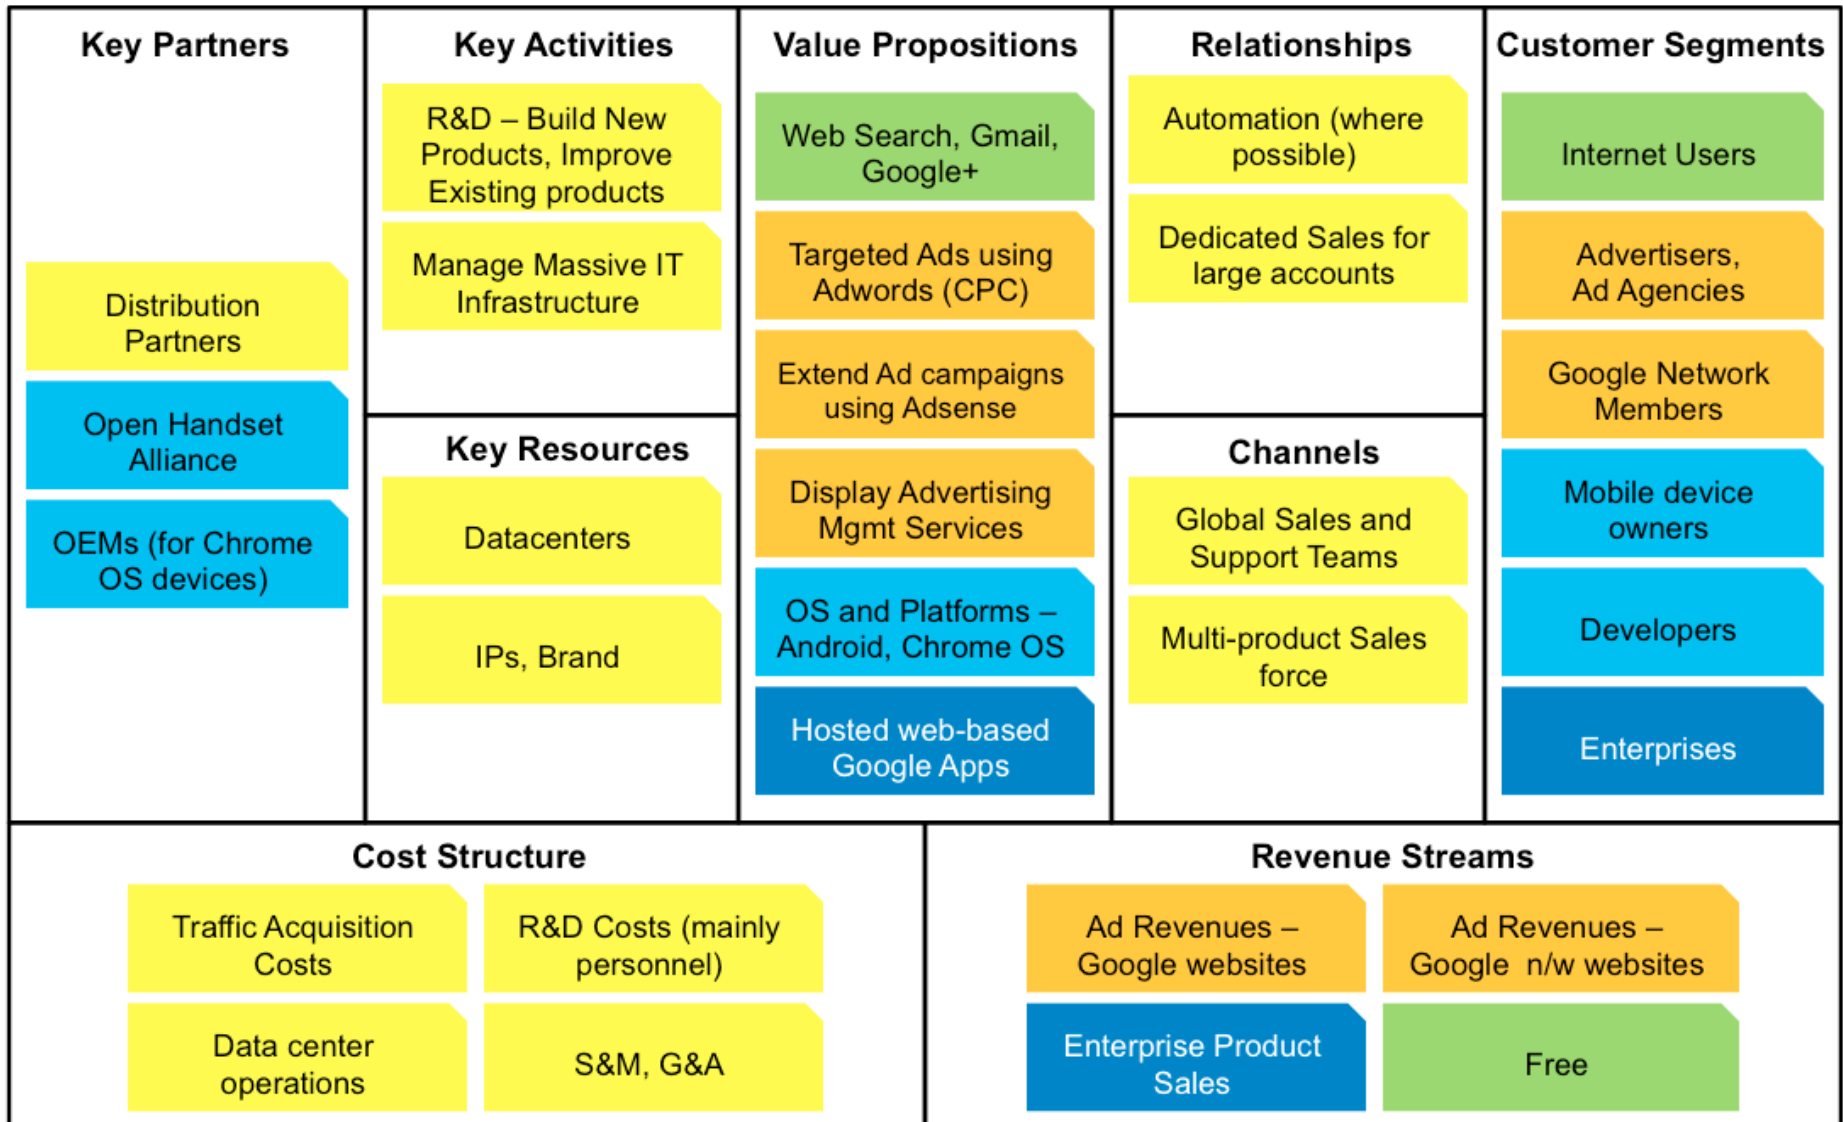 Key Partners
Distribution
Partners
Open Handset
Alliance
OEMs (for Chrome
OS devices)
Key Activities
R&D – Build New
Products, Improve
Existing products
Manage Massive IT
Infrastructure
Key Resources
Datacenters
IPs, Brand
Value Propositions
Web Search, Gmail,
Google+
Targeted Ads using
Adwords (CPC)
Extend Ad campaigns
using Adsense
Display Advertising
Mgmt Services
OS and Platforms –
Android, Chrome OS
Hosted web-based
Google Apps
Relationships
Automation (where
possible)
Dedicated Sales for
large accounts
Channels
Global Sales and
Support Teams
Multi-product Sales
force
Customer Segments
Internet Users
Advertisers,
Ad Agencies
Google Network
Members
Mobile device
owners
Developers
Enterprises
Cost Structure
Traffic Acquisition
Costs
R&D Costs (mainly
personnel)
Data center
operations
S&M, G&A
Revenue Streams
Ad Revenues –
Google websites
Ad Revenues –
Google n/w websites
Enterprise Product
Sales
Free